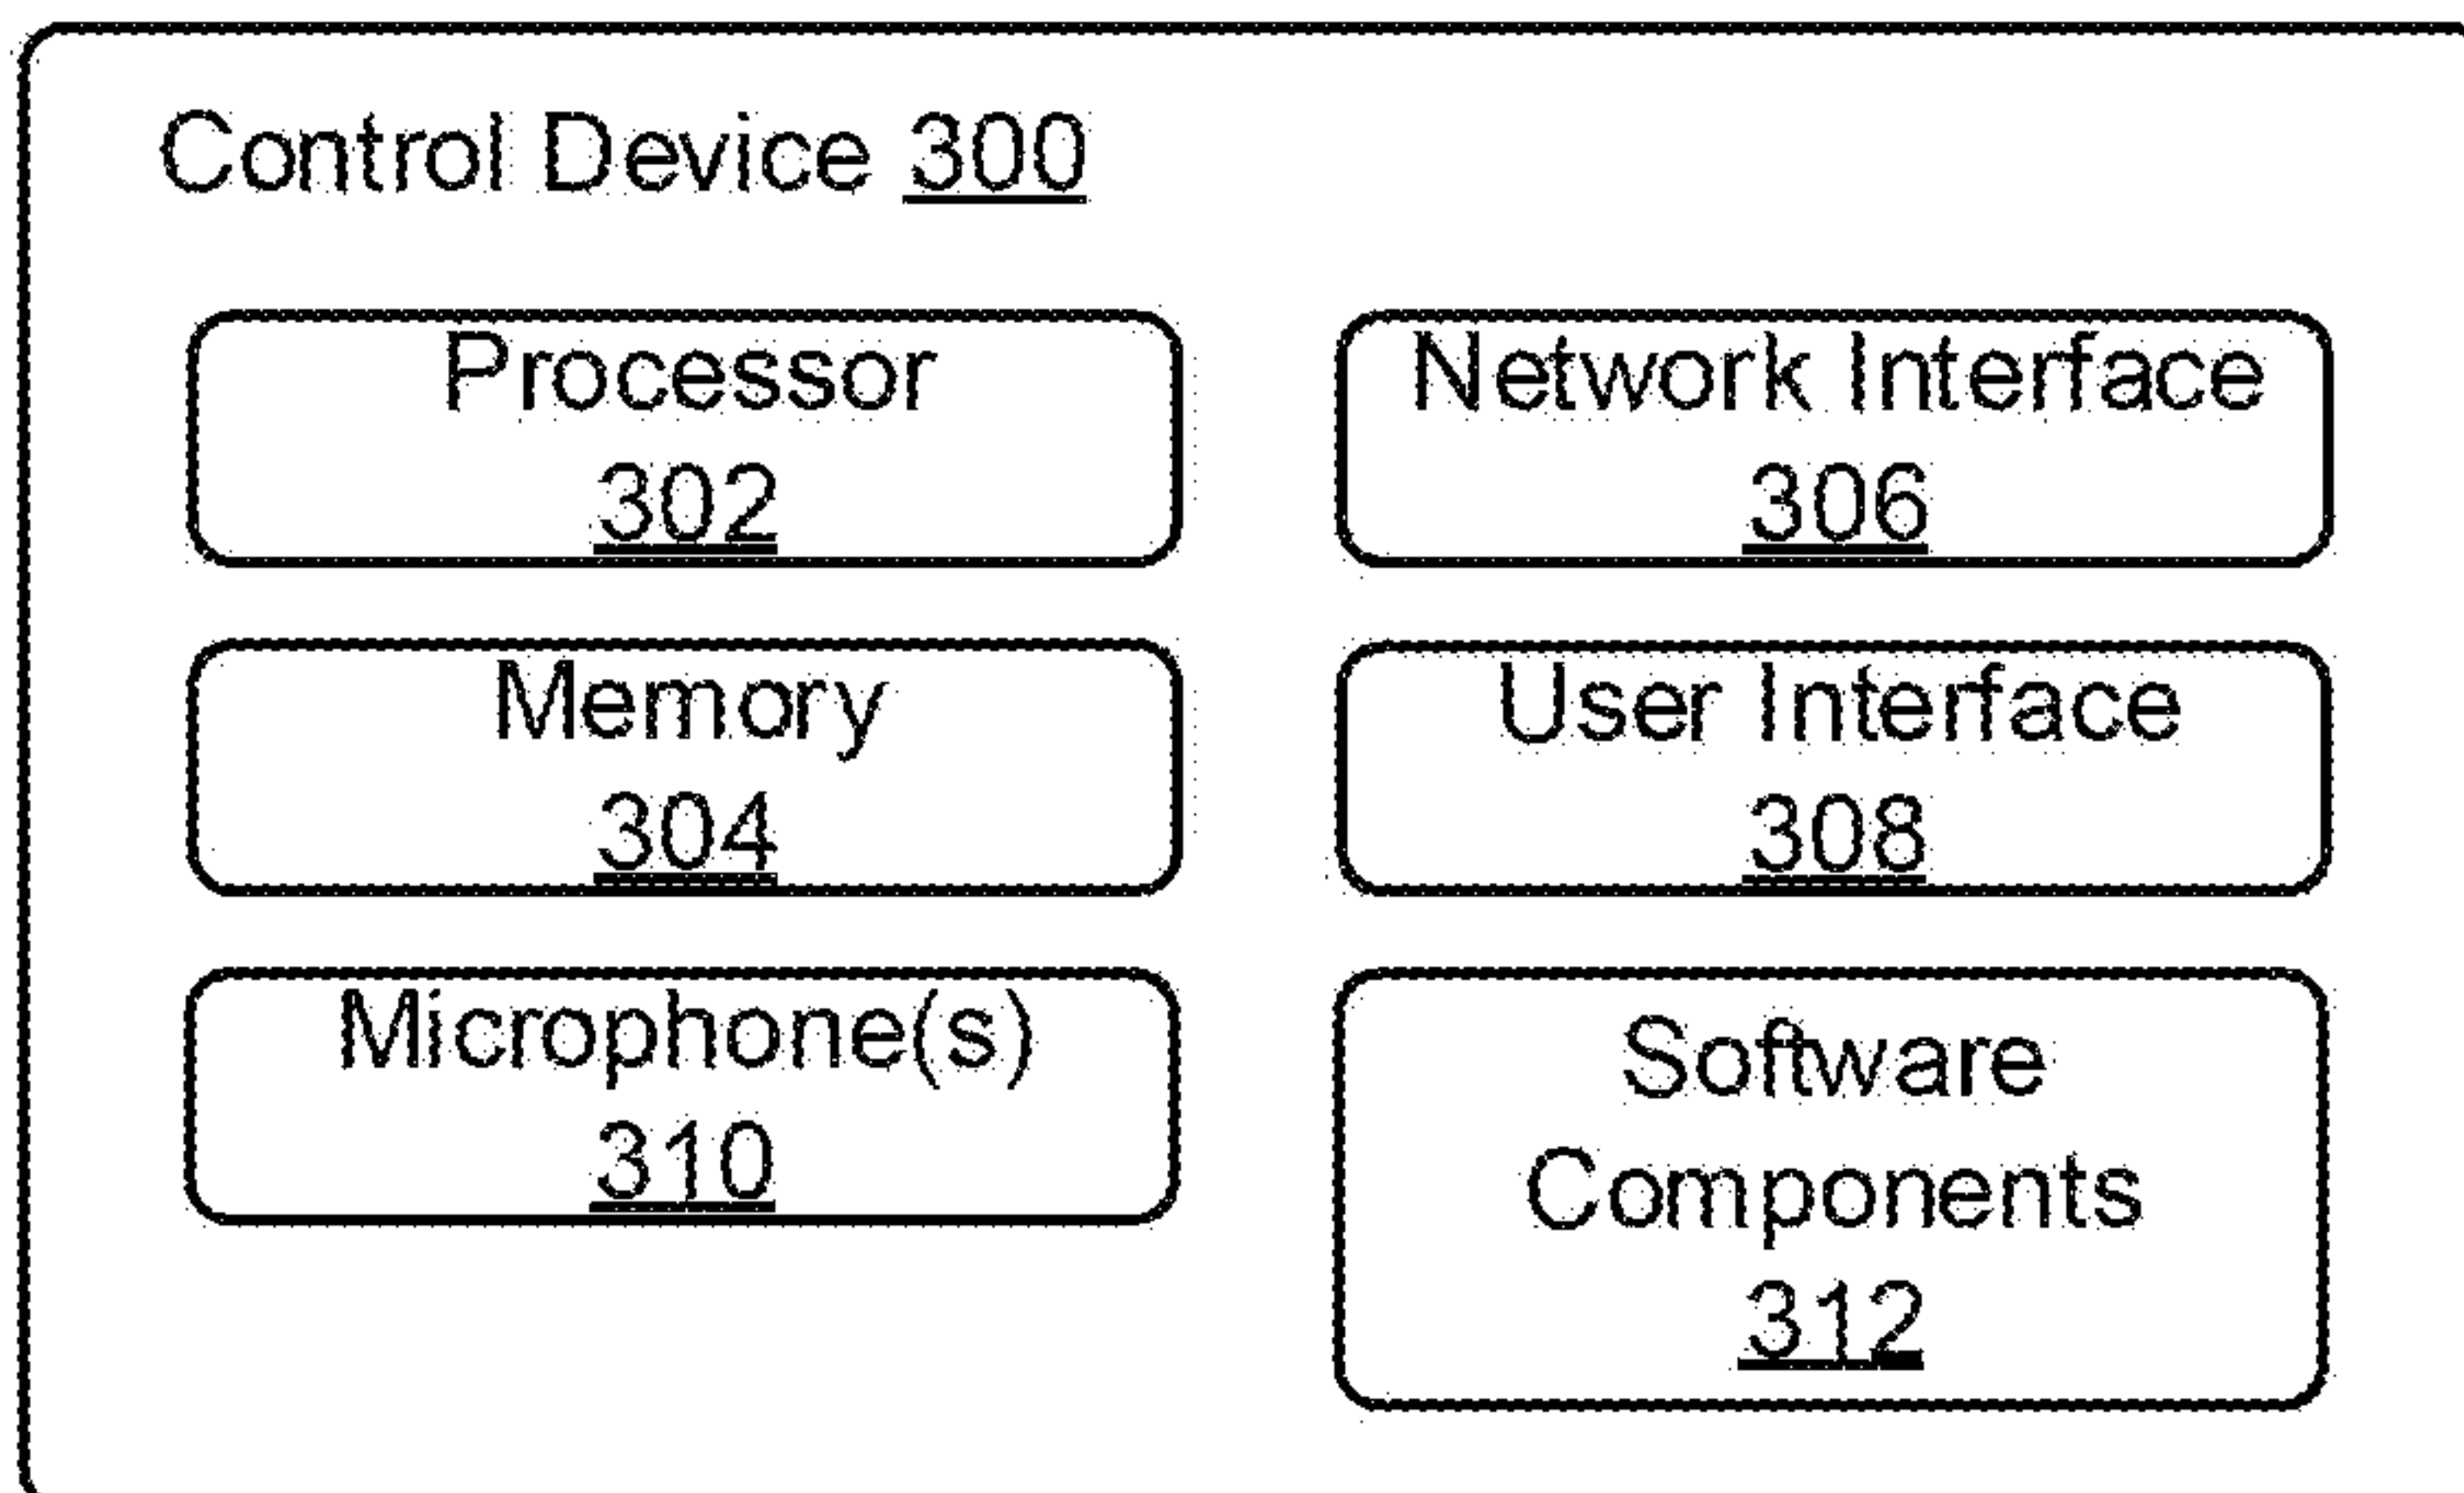 Control Device 300
Processor
302
Network Interface
306
Memory
304
User Interface
308
Microphone(s)
310
Software
Components
312